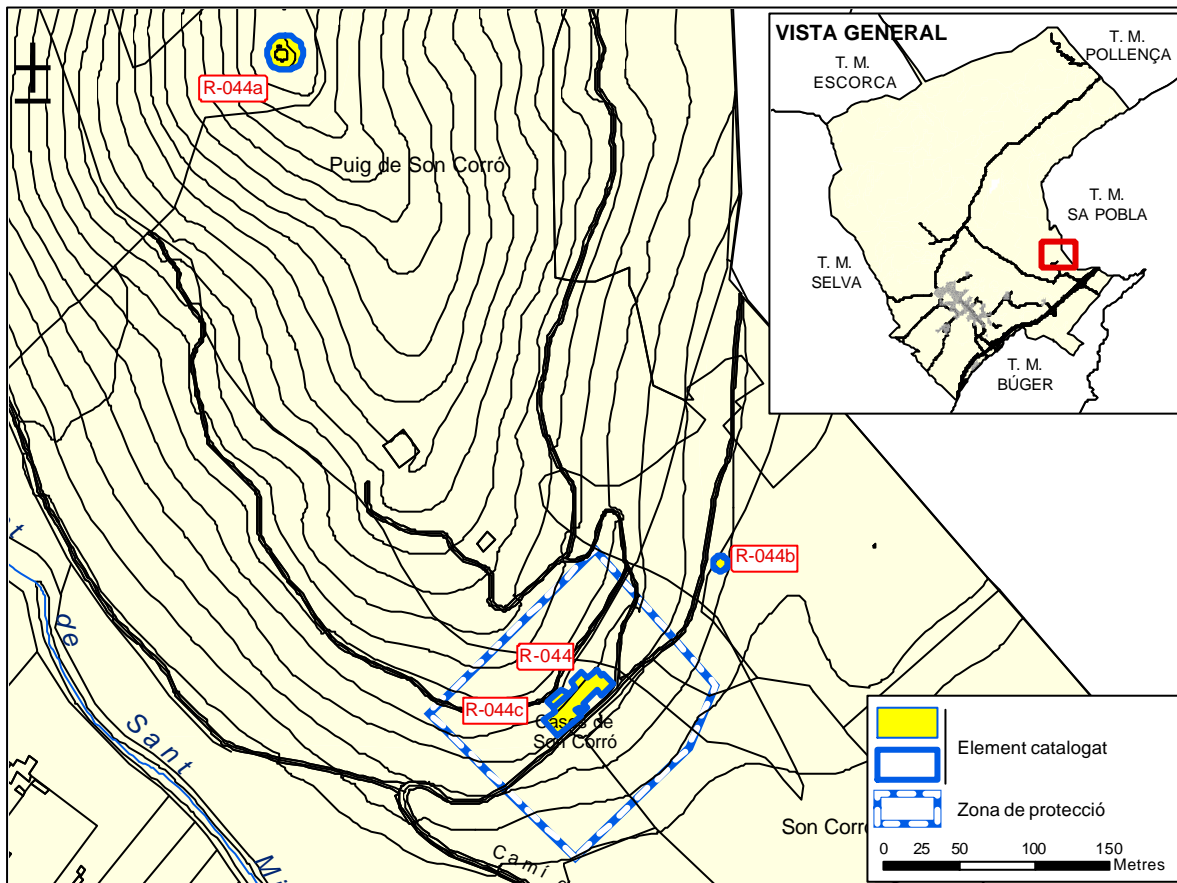 VISTA GENERAL
T. M.
POLLENÇA
T. M.
ESCORCA
T. M.
SA POBLA
T. M.
SELVA
T. M.
BÚGER
R-044a
Puig de Son Corró
R-044b
R-044
R-044c
Cases de
Son Corró
de
Sant
Camí
Son Corró
Element catalogat
Zona de protecció
0 25 50 100 150
Metres